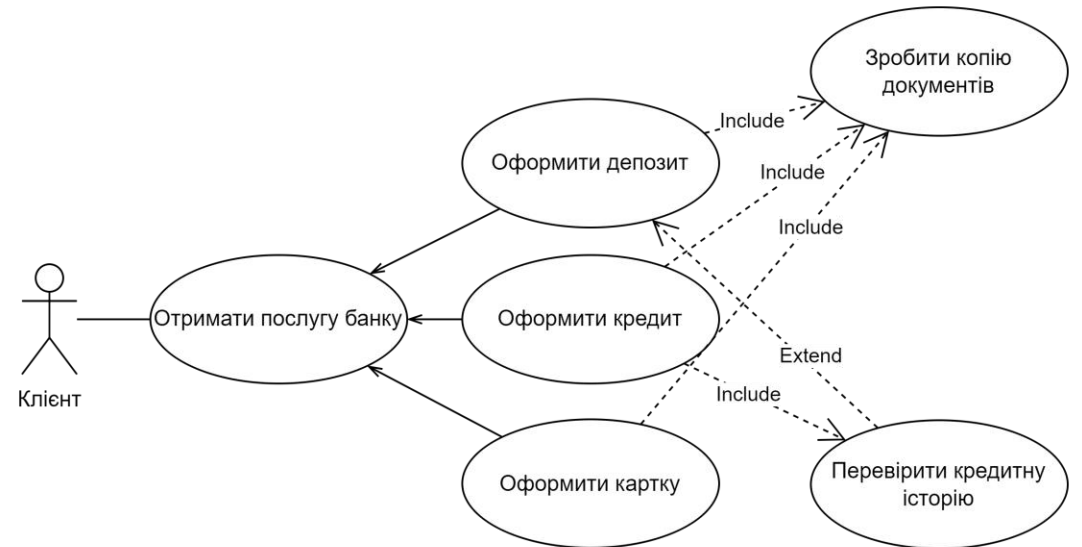 Зробити копію
документів
Include
Оформити депозит
Include
Include
Отримати послугу банку
Оформити кредит
Extend
Include
Клієнт
Оформити картку
Перевірити кредитну
історію